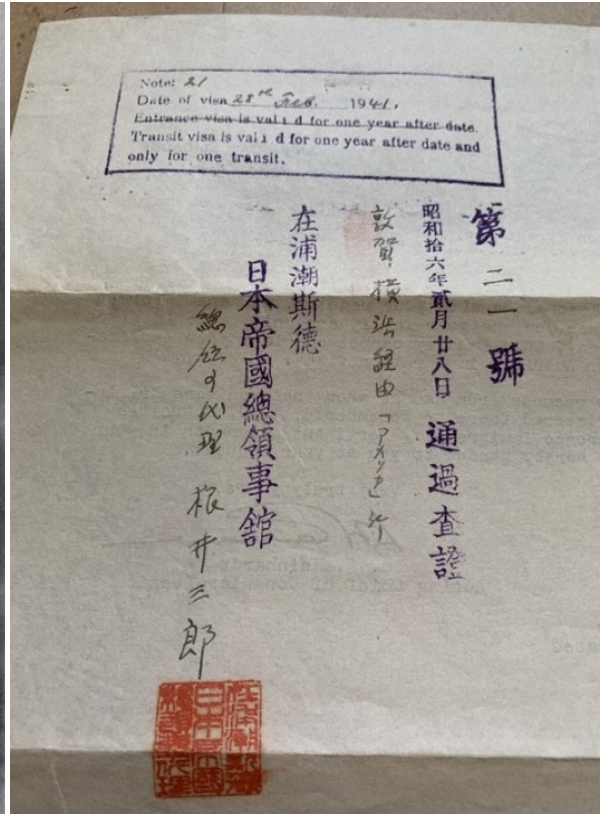 Note: 21
Date of visa 28th Feb. 1941.
Entrance visa is vali d for one year after date.
Transit visa is vali d for one year after date and
only for one transit.
第二一號
昭和拾六年貳月廿八日 通過査證
敦賀横浜経由「アメリカ」行
在浦潮斯德
日本帝國總領事館
總領事代理 根井三郎